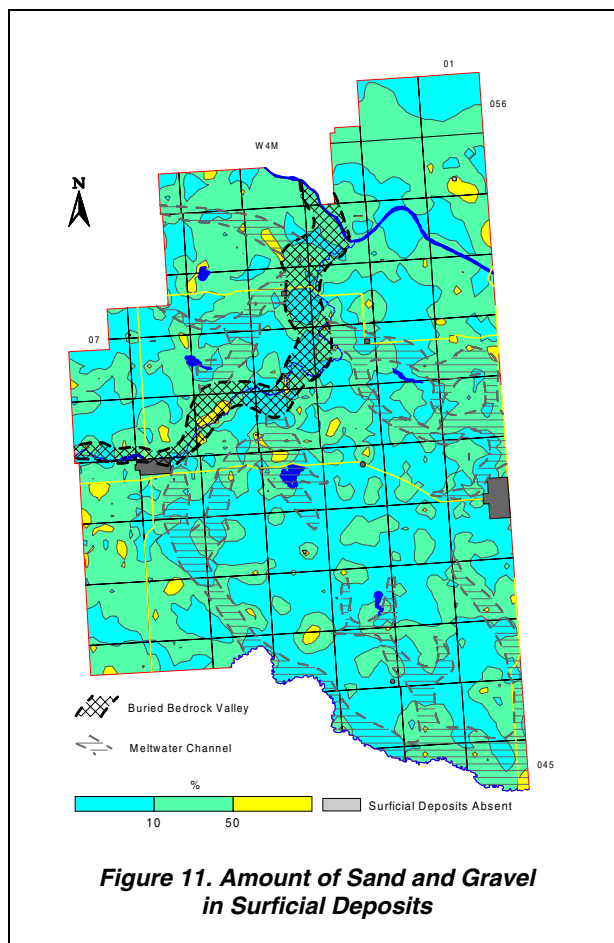 01
056
W4M
N
07
Buried Bedrock Valley
Meltwater Channel
045
%
Surficial Deposits Absent
10 50
Figure 11. Amount of Sand and Gravel
in Surficial Deposits